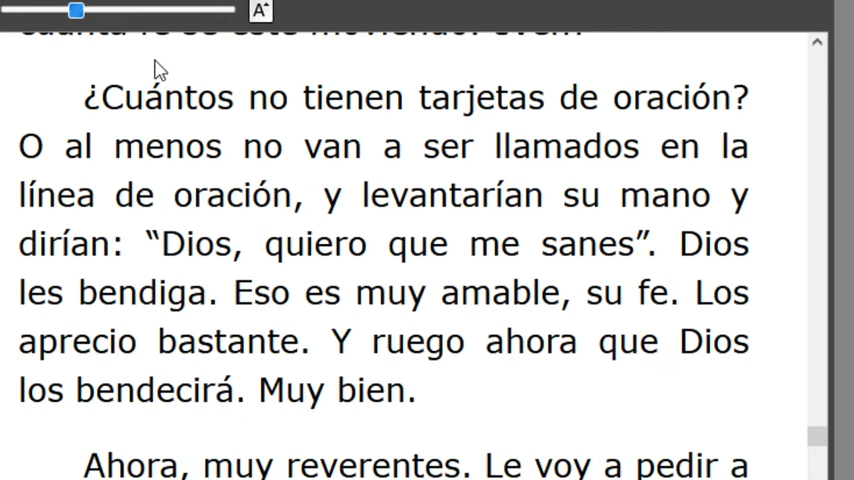 A
¿Cuántos no tienen tarjetas de oración?
O al menos no van a ser llamados en la
línea de oración, y levantarían su mano y
dirían: “Dios, quiero que me sanes”. Dios
les bendiga. Eso es muy amable, su fe. Los
aprecio bastante. Y ruego ahora que Dios
los bendecirá. Muy bien.
Ahora, muy reverentes. Le voy a pedir a